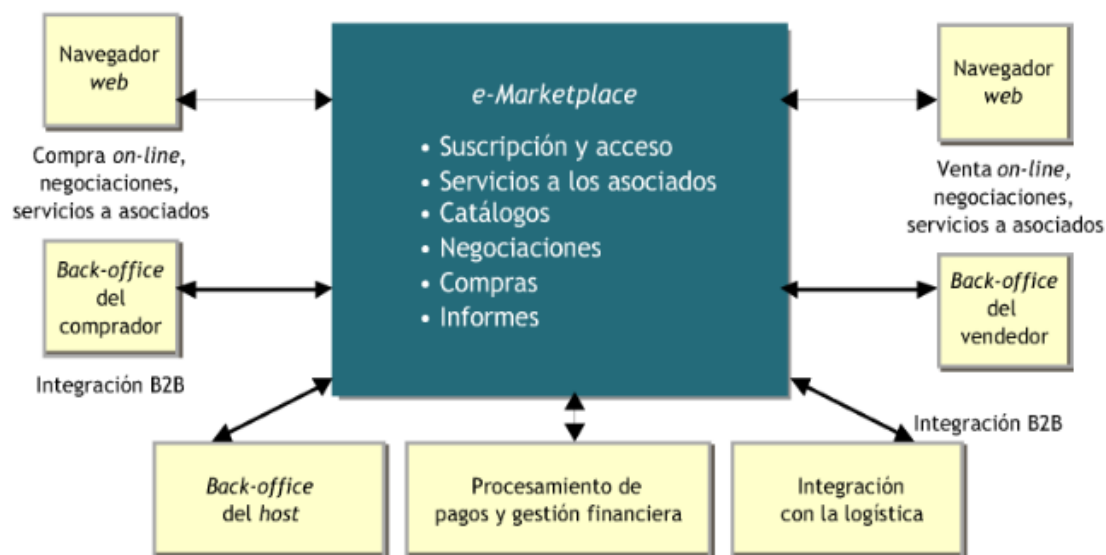 Navegador
web
Compra on-line,
negociaciones,
servicios a asociados
Back-office
del
comprador
Integración B2B
e-Marketplace
• Suscripción y acceso
• Servicios a los asociados
• Catálogos
• Negociaciones
• Compras
• Informes
Navegador
web
Venta on-line,
negociaciones,
servicios a asociados
Back-office
del
vendedor
Integración B2B
Back-office
del host
Procesamiento de
pagos y gestión financiera
Integración
con la logística